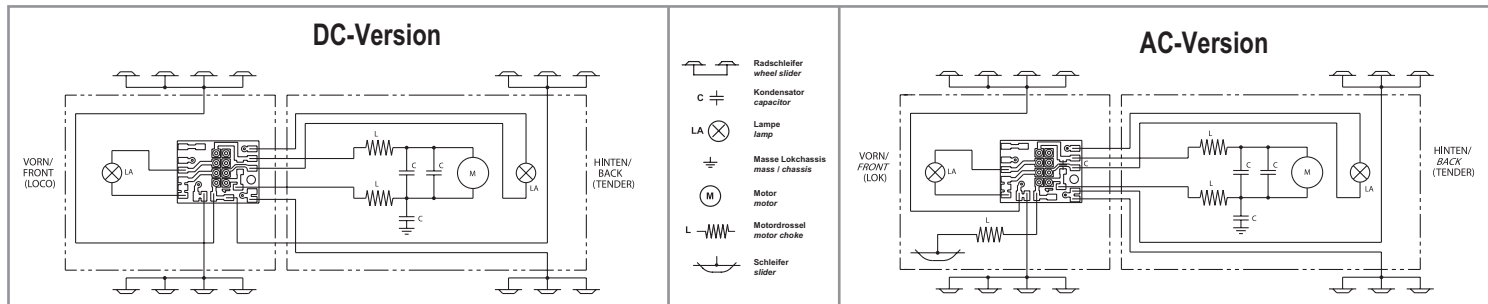 DC-Version
VORN/
FRONT
(LOCO)
LA
L
L
C
C
C
M
LA
HINTEN/
BACK
(TENDER)
Radschleifer
wheel slider
C
Kondensator
capacitor
LA
Lampe
lamp
Masse Lokchassis
mass / chassis
M
Motor
motor
L
Motordrossel
motor choke
Schleifer
slider
AC-Version
VORN/
FRONT
(LOK)
LA
L
C
L
L
C
C
C
M
LA
HINTEN/
BACK
(TENDER)